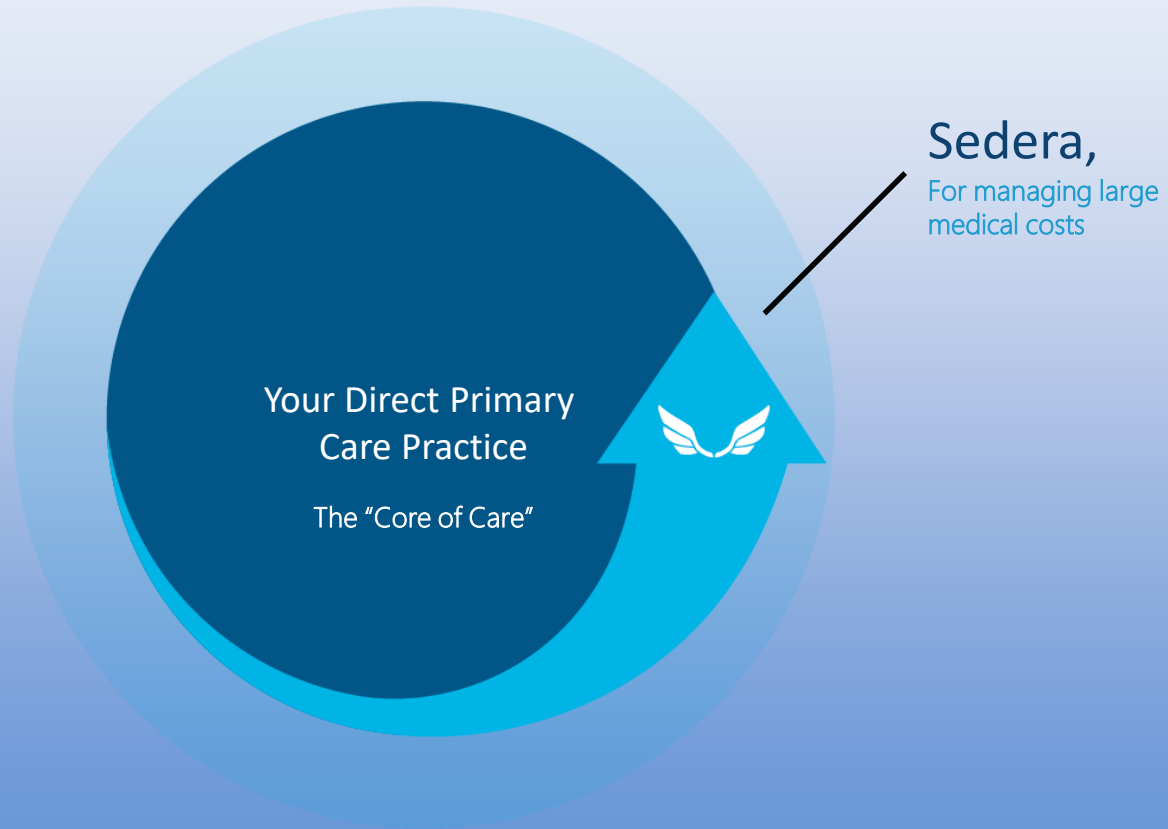 Sedera,
For managing large
medical costs
Your Direct Primary
Care Practice
The “Core of Care”